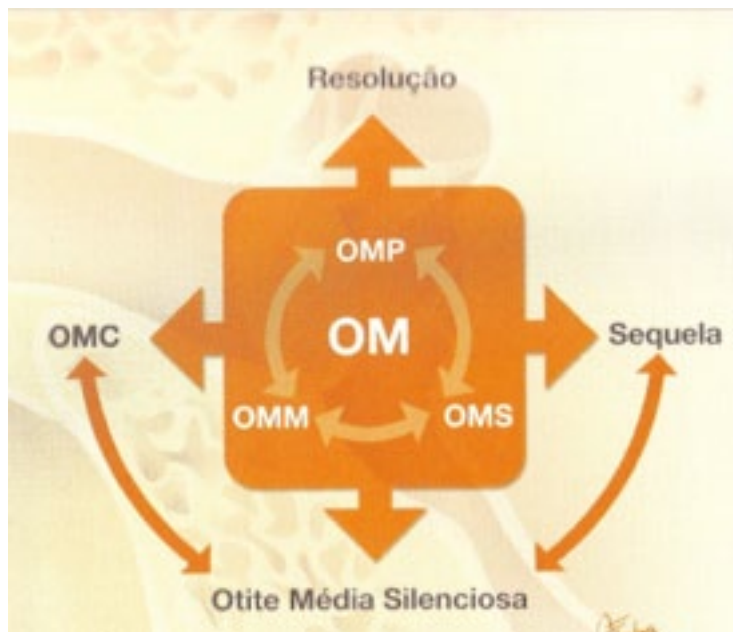 Resolução
OMP
OM
OMC
Sequela
OMM
OMS
Otite Média Silenciosa